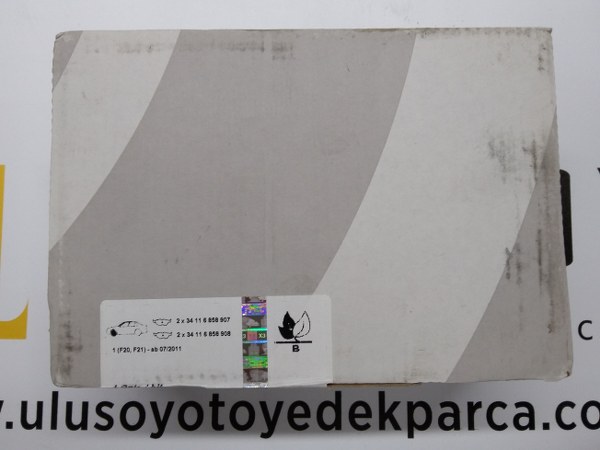 2 x 34 11 6 858 907
2 x 34 11 6 858 908
1 (F20, F21) - ab 07/2011
B
C
.ulusoyotoyedekparca.co